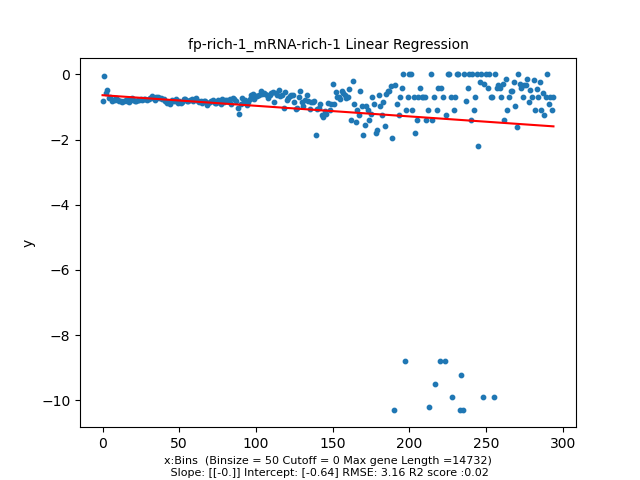 fp-rich-1_mRNA-rich-1 Linear Regression
0
−2
−4
−6
−8
−10
y
0 50 100 150 200 250 300
x:Bins  (Binsize = 50 Cutoff = 0 Max gene Length =14732)
Slope: [[-0.]] Intercept: [-0.64] RMSE: 3.16 R2 score :0.02